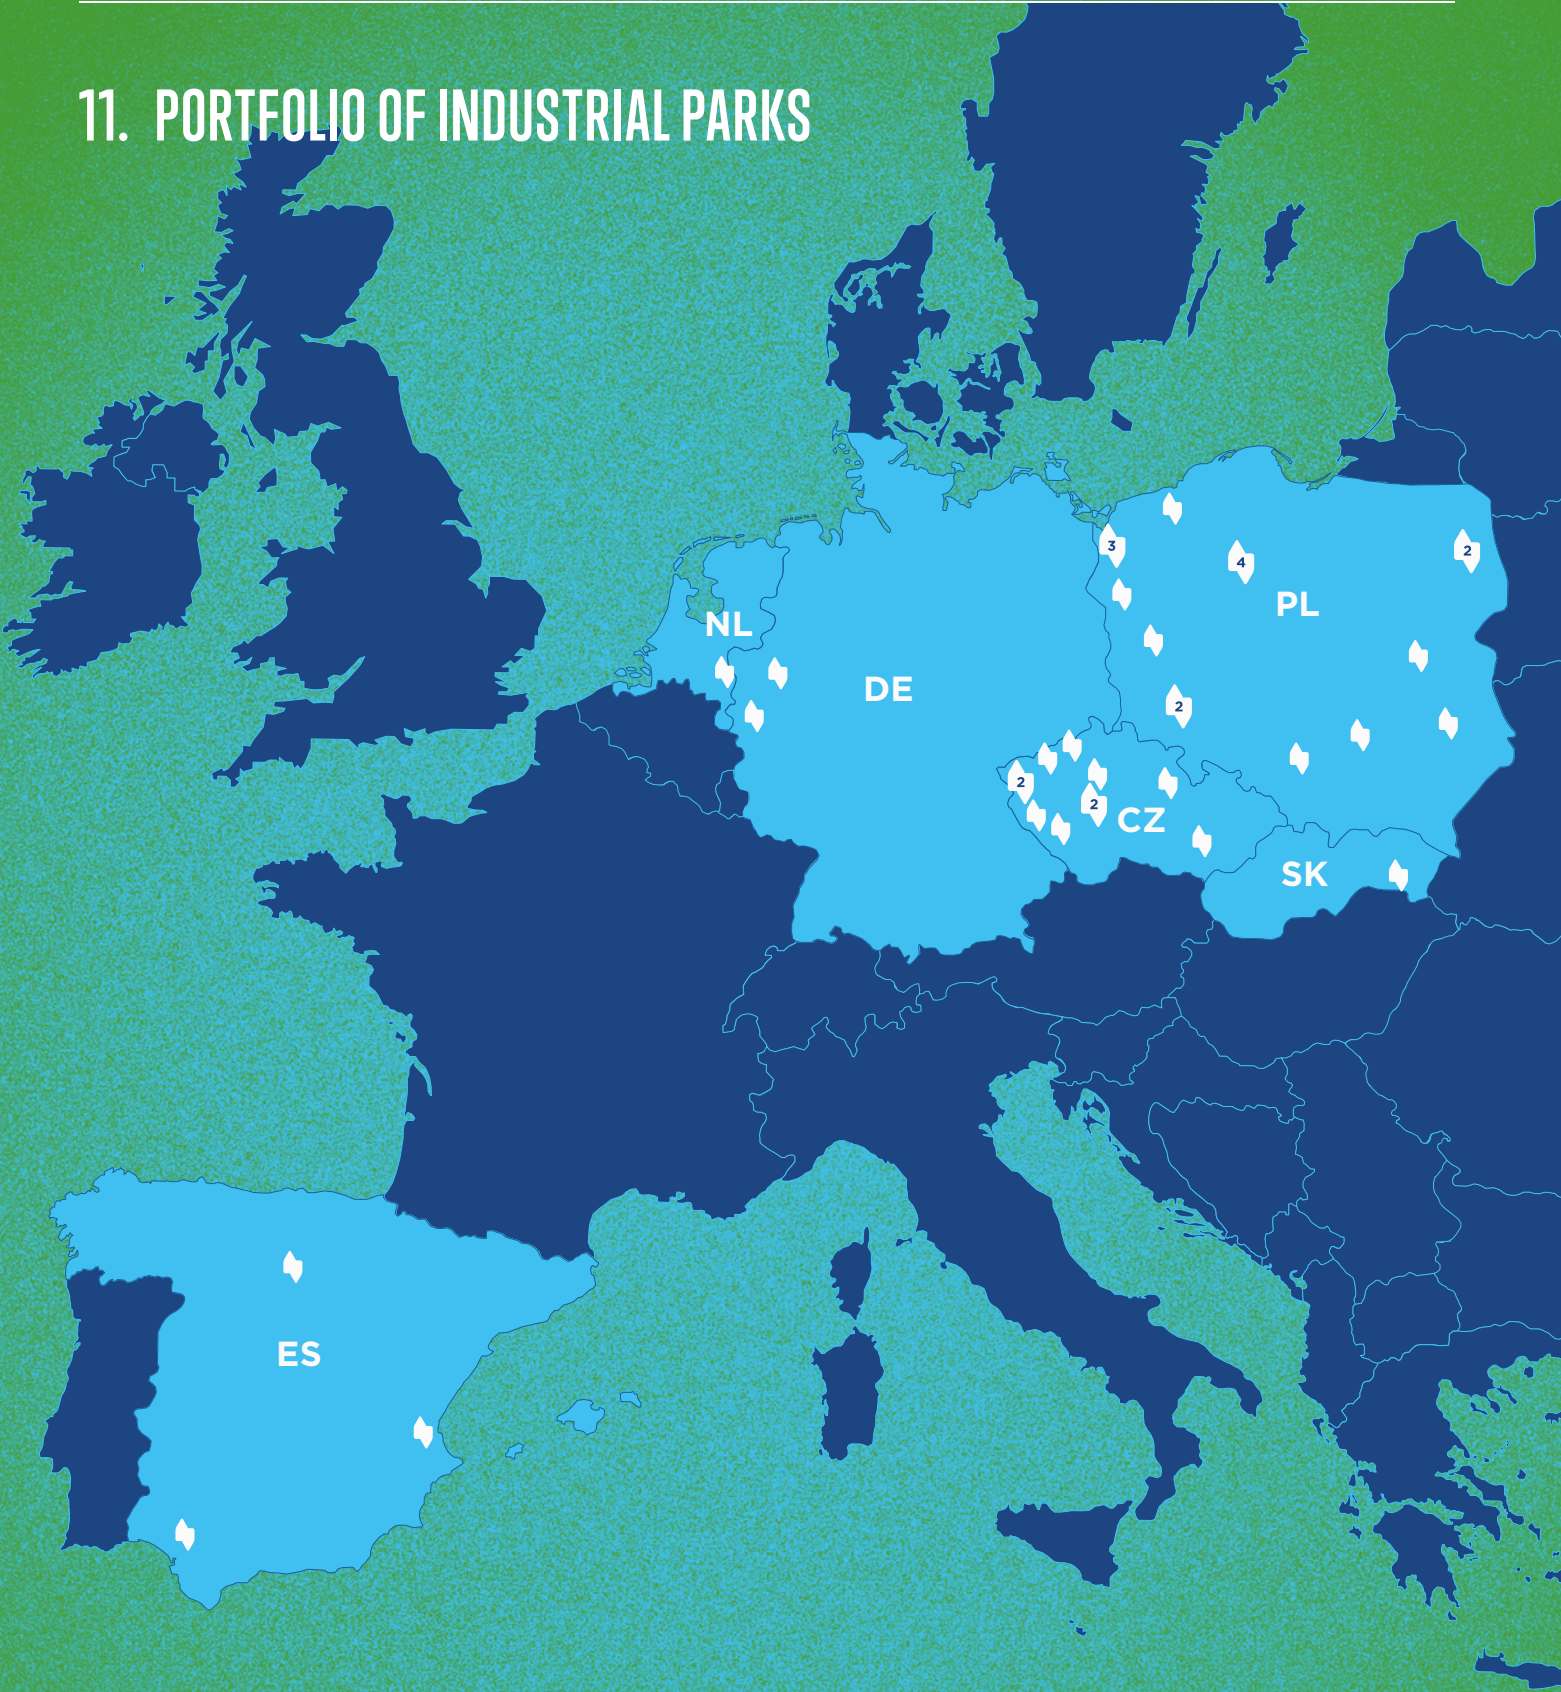 11. PORTFOLIO OF INDUSTRIAL PARKS
3
4
2
PL
NL
DE
2
2
2
CZ
SK
ES